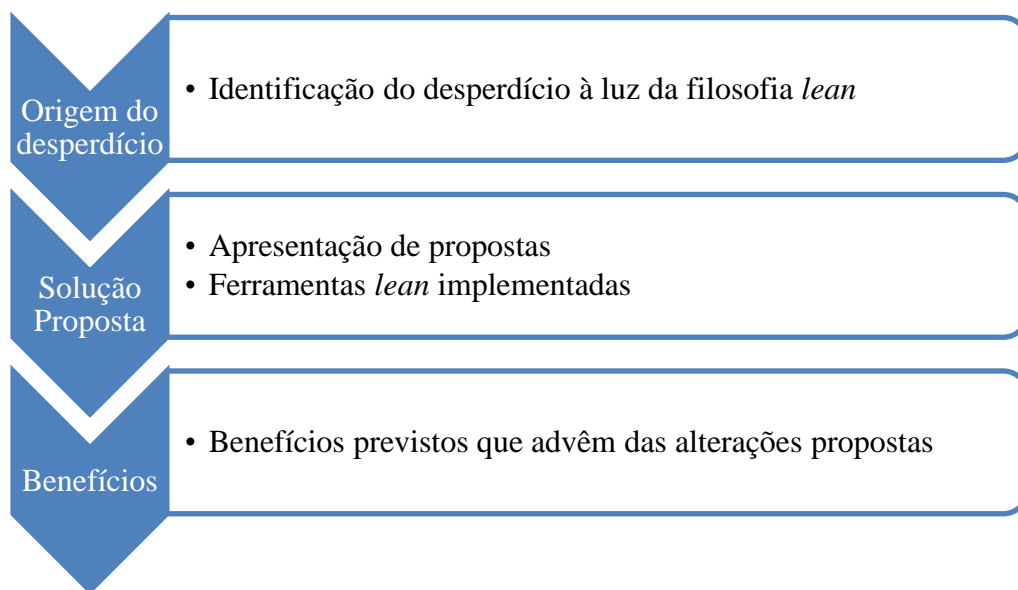 Origem do
desperdício
• Identificação do desperdício à luz da filosofia lean
Solução
Proposta
• Apresentação de propostas
• Ferramentas lean implementadas
Benefícios
• Benefícios previstos que advêm das alterações propostas